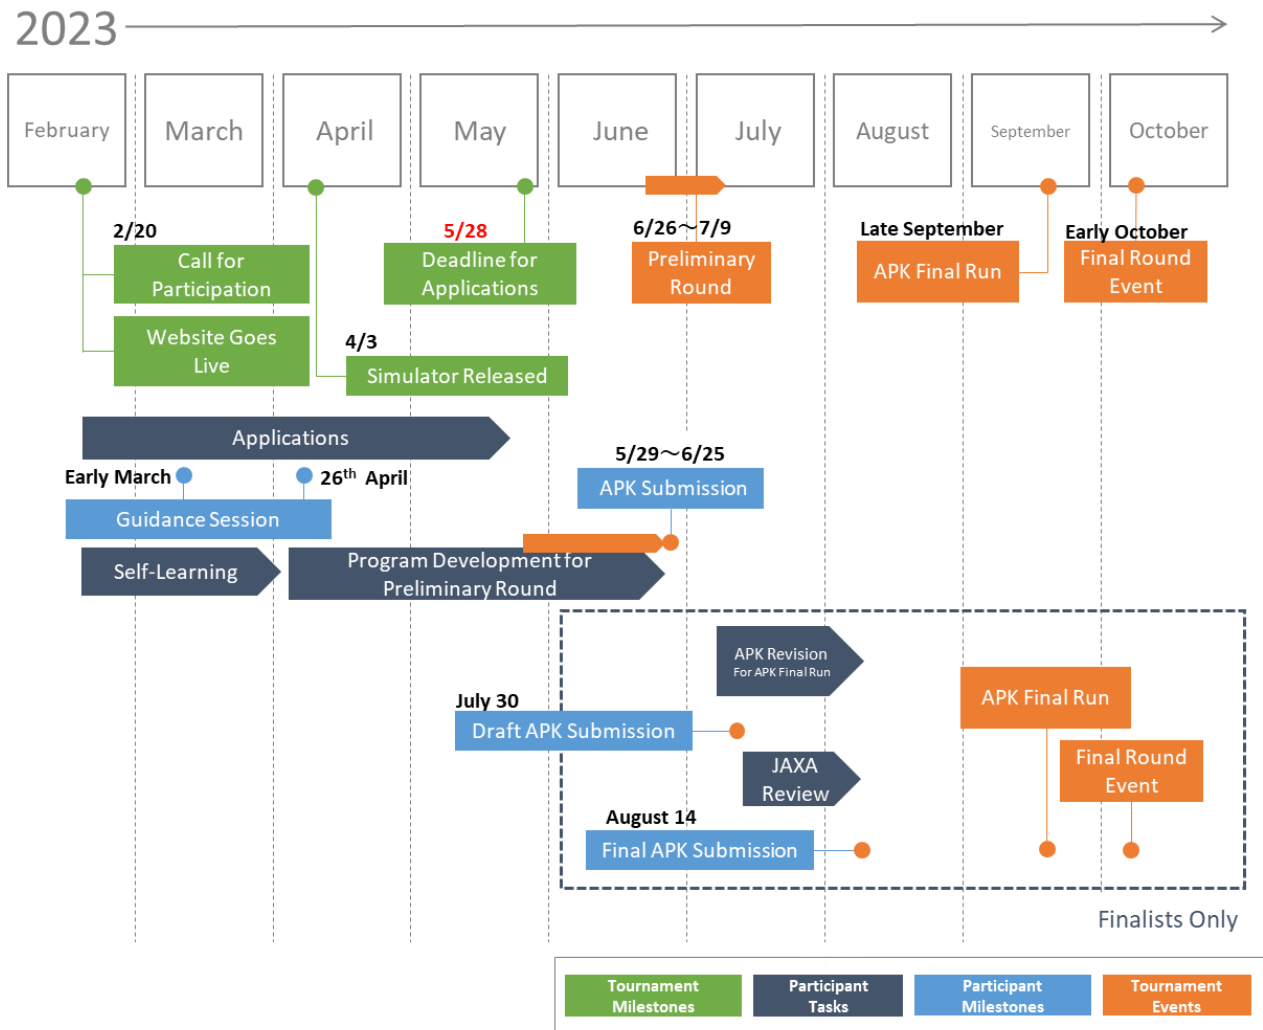 2023
February
March
April
May
June
July
August
September
October
2/20
Call for
Participation
Website Goes
Live
4/3
Simulator Released
5/28
Deadline for
Applications
6/26～7/9
Preliminary
Round
Late September
APK Final Run
Early October
Final Round
Event
Applications
Early March
26th April
Guidance Session
5/29～6/25
APK Submission
Self-Learning
Program Development for
Preliminary Round
APK Revision
For APK Final Run
July 30
Draft APK Submission
JAXA
Review
August 14
Final APK Submission
APK Final Run
Final Round
Event
Finalists Only
Tournament
Milestones
Participant
Tasks
Participant
Milestones
Tournament
Events